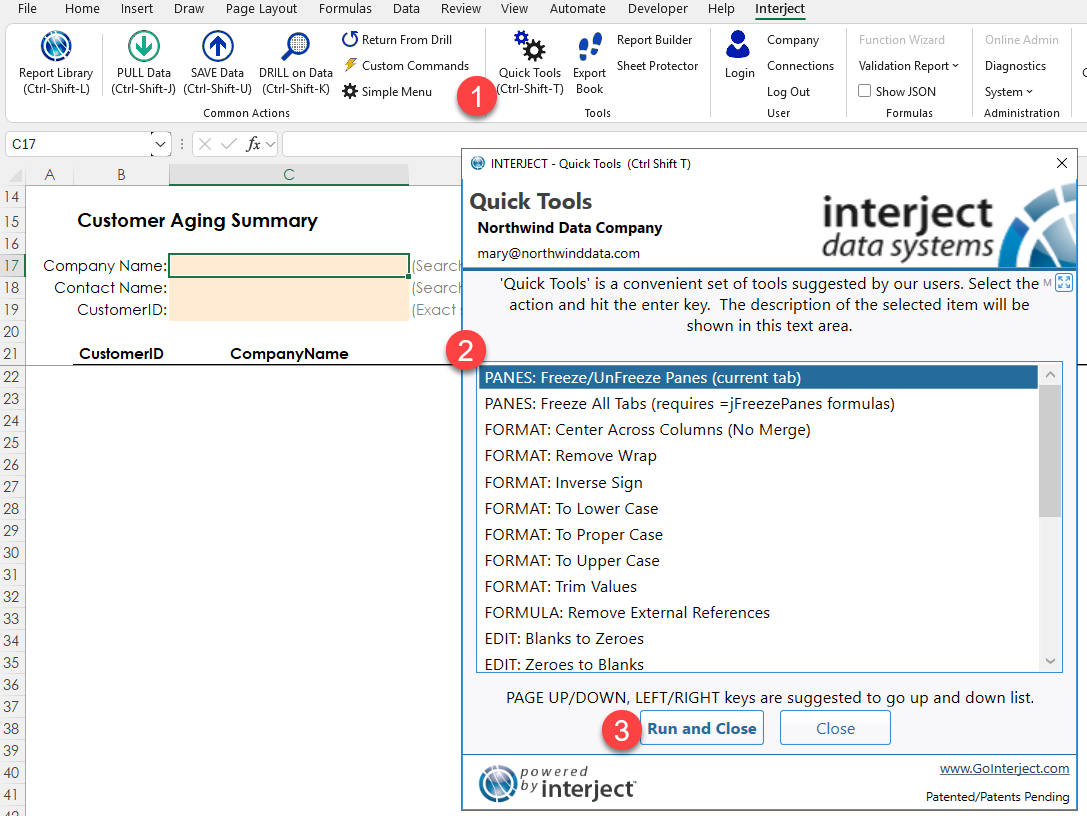 File Home Insert Draw Page Layout Formulas Data Review View Automate Developer Help Interject
Report Library
(Ctrl-Shift-L)
PULL Data
(Ctrl-Shift-J)
SAVE Data
(Ctrl-Shift-U)
DRILL on Data
(Ctrl-Shift-K)
Return From Drill
Custom Commands
Simple Menu
Common Actions
1
Quick Tools
(Ctrl-Shift-T)
Export
Book
Report Builder
Sheet Protector
Tools
Login
Company
Connections
Log Out
User
Function Wizard
Validation Report
Show JSON
Formulas
Online Admin
Diagnostics
System
Administration
C17
fx
A B C
14
15 Customer Aging Summary
16
17 Company Name: (Search
18 Contact Name: (Search
19 CustomerID: (Exact
20
21 CustomerID CompanyName
22
23
24
25
26
27
28
29
30
31
32
33
34
35
36
37
38
39
40
41
INTERJECT - Quick Tools (Ctrl Shift T)
Quick Tools
Northwind Data Company
mary@northwinddata.com
interject
data systems
'Quick Tools' is a convenient set of tools suggested by our users. Select the
action and hit the enter key. The description of the selected item will be
shown in this text area.
M
2
PANES: Freeze/UnFreeze Panes (current tab)
PANES: Freeze All Tabs (requires =jFreezePanes formulas)
FORMAT: Center Across Columns (No Merge)
FORMAT: Remove Wrap
FORMAT: Inverse Sign
FORMAT: To Lower Case
FORMAT: To Proper Case
FORMAT: To Upper Case
FORMAT: Trim Values
FORMULA: Remove External References
EDIT: Blanks to Zeroes
EDIT: Zeroes to Blanks
PAGE UP/DOWN, LEFT/RIGHT keys are suggested to go up and down list.
3
Run and Close
Close
powered
by interject™
www.GoInterject.com
Patented/Patents Pending